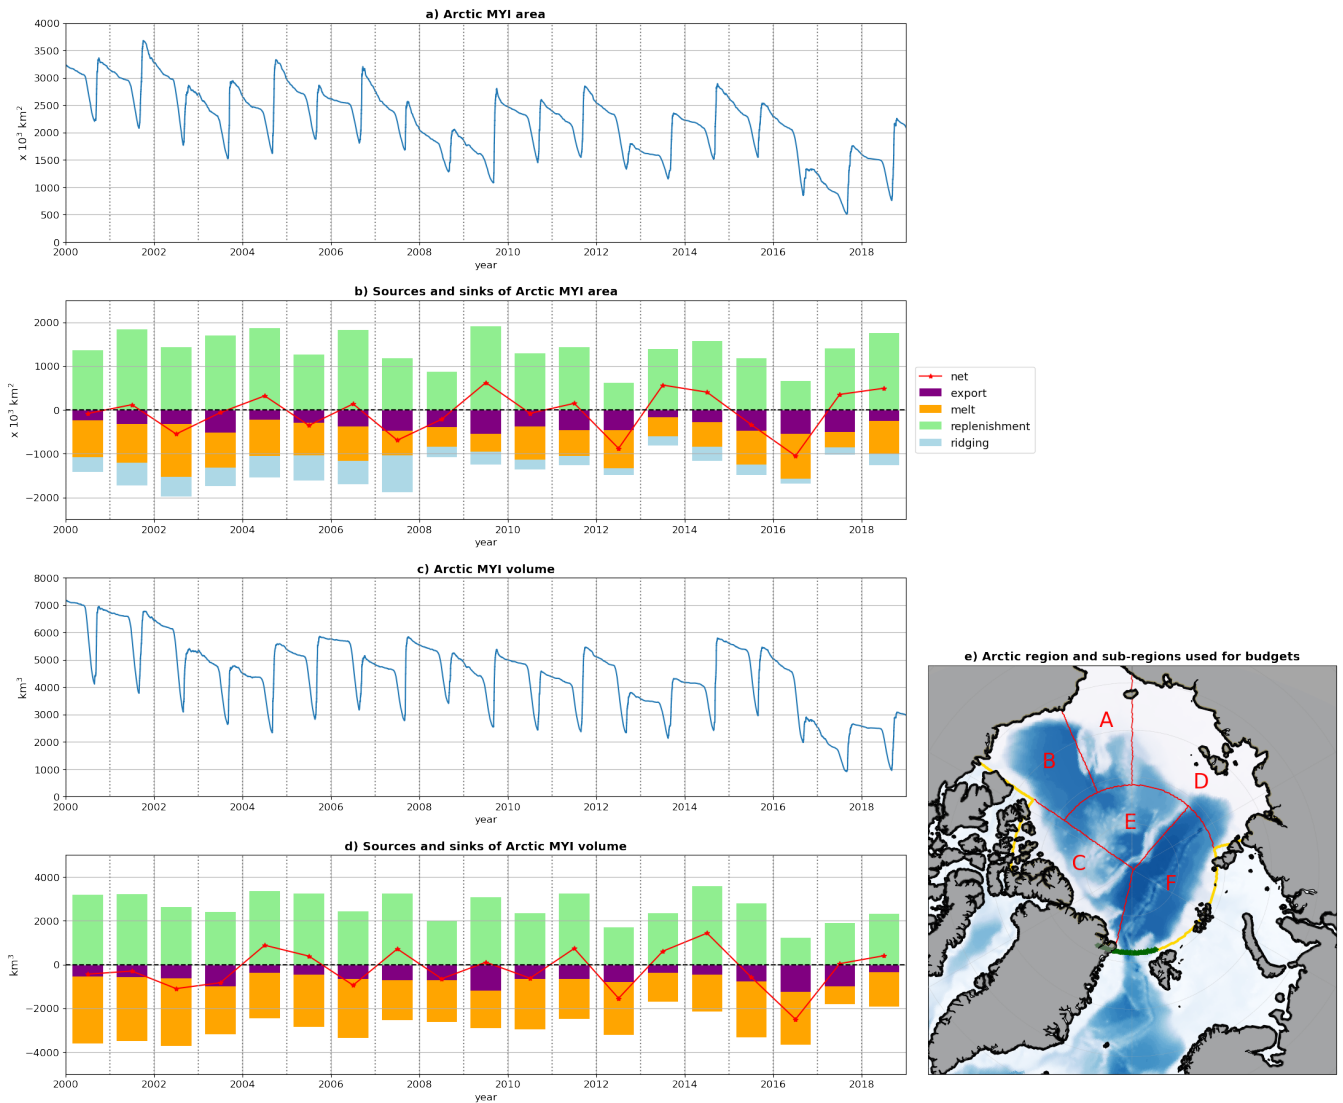 a) Arctic MYI area
4000
3500
3000
2500
2000
1500
1000
500
0
x 10³ km²
2000 2002 2004 2006 2008 2010 2012 2014 2016 2018
year
b) Sources and sinks of Arctic MYI area
2000
1000
0
−1000
−2000
x 10³ km²
2000 2002 2004 2006 2008 2010 2012 2014 2016 2018
year
net
export
melt
replenishment
ridging
c) Arctic MYI volume
8000
7000
6000
5000
4000
3000
2000
1000
0
km³
2000 2002 2004 2006 2008 2010 2012 2014 2016 2018
year
d) Sources and sinks of Arctic MYI volume
4000
2000
0
−2000
−4000
km³
2000 2002 2004 2006 2008 2010 2012 2014 2016 2018
year
e) Arctic region and sub-regions used for budgets
A
B
D
E
C
F